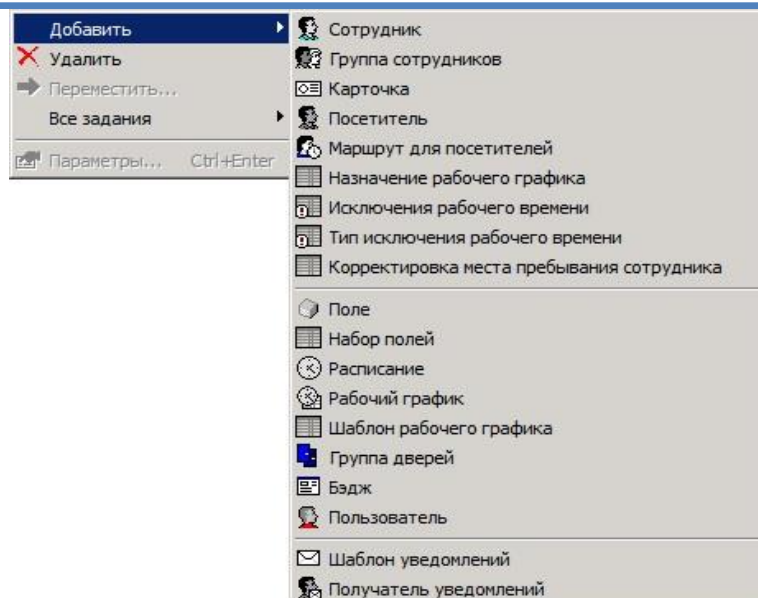 Добавить
Удалить
Переместить...
Все задания
Параметры... Ctrl+Enter
Сотрудник
Группа сотрудников
Карточка
Посетитель
Маршрут для посетителей
Назначение рабочего графика
Исключения рабочего времени
Тип исключения рабочего времени
Корректировка места пребывания сотрудника
Поле
Набор полей
Расписание
Рабочий график
Шаблон рабочего графика
Группа дверей
Бэдж
Пользователь
Шаблон уведомлений
Получатель уведомлений